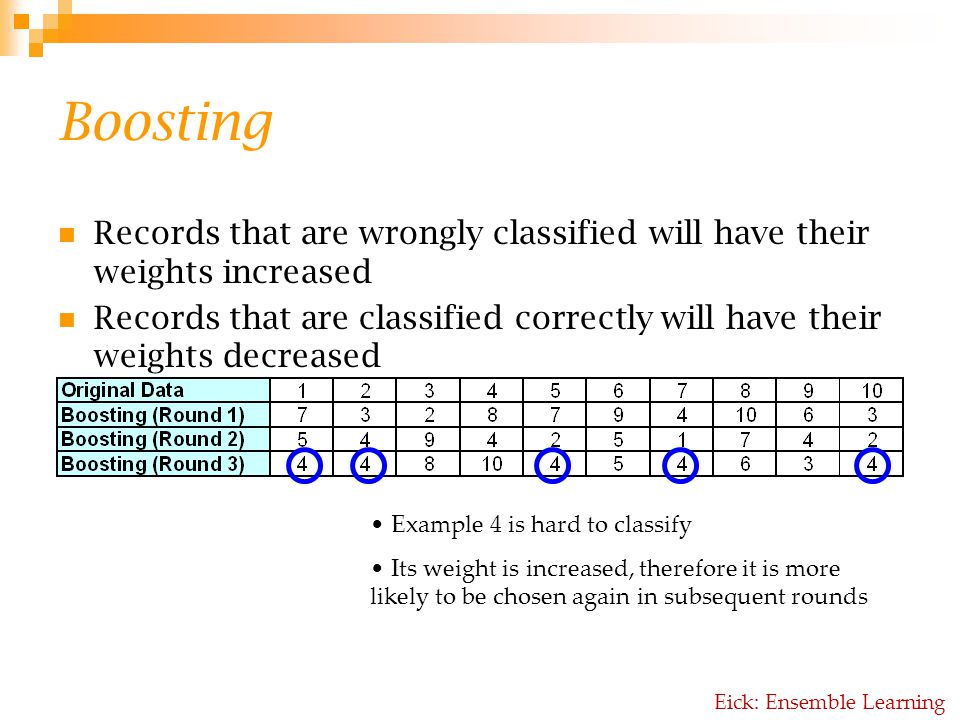 Boosting
Records that are wrongly classified will have their
weights increased
Records that are classified correctly will have their
weights decreased
Original Data 1 2 3 4 5 6 7 8 9 10
Boosting (Round 1) 7 3 2 8 7 9 4 10 6 3
Boosting (Round 2) 5 4 9 4 2 5 1 7 4 2
Boosting (Round 3) 4 4 8 10 4 5 4 6 3 4
• Example 4 is hard to classify
• Its weight is increased, therefore it is more
likely to be chosen again in subsequent rounds
Eick: Ensemble Learning